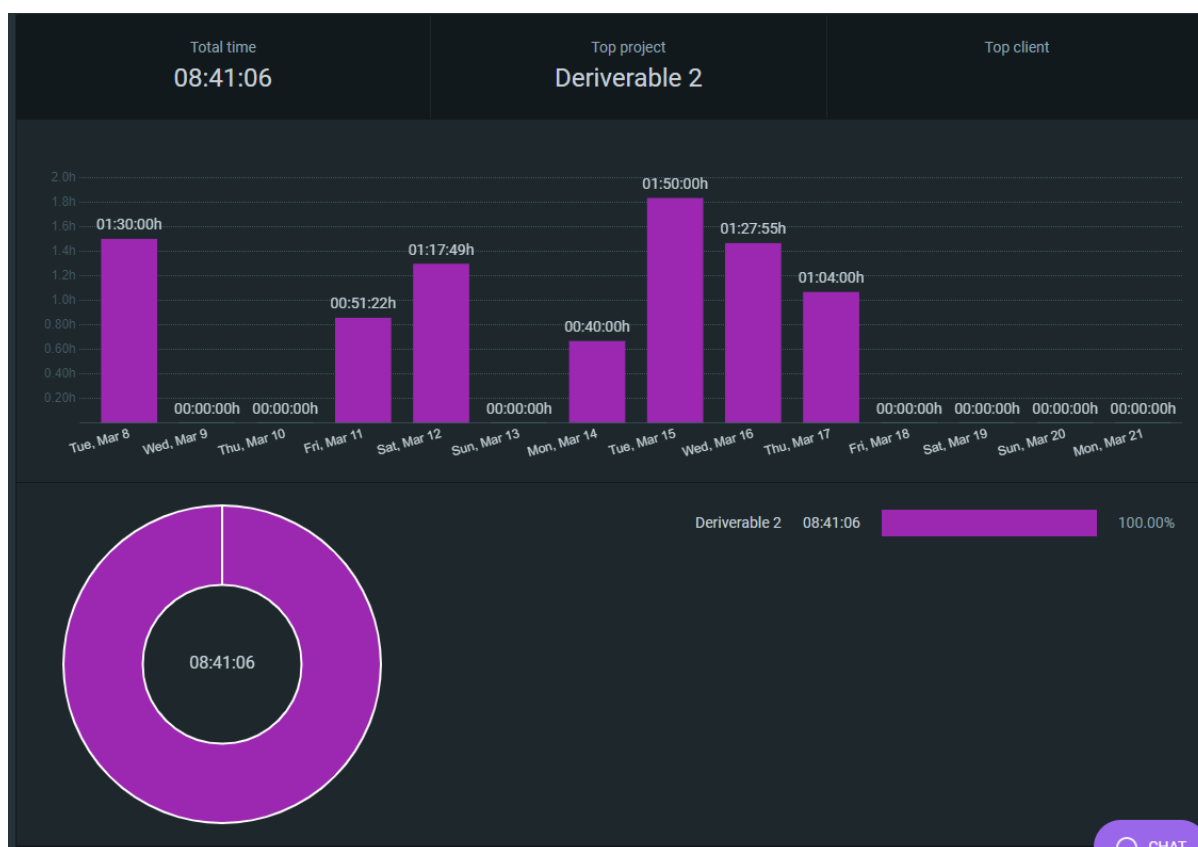 Total time
08:41:06
Top project
Deriverable 2
Top client
2.0h
1.8h
1.6h
1.4h
1.2h
1.0h
0.80h
0.60h
0.40h
0.20h
01:30:00h
00:00:00h
00:00:00h
00:51:22h
01:17:49h
00:00:00h
00:40:00h
01:50:00h
01:27:55h
01:04:00h
00:00:00h
00:00:00h
00:00:00h
00:00:00h
Tue, Mar 8
Wed, Mar 9
Thu, Mar 10
Fri, Mar 11
Sat, Mar 12
Sun, Mar 13
Mon, Mar 14
Tue, Mar 15
Wed, Mar 16
Thu, Mar 17
Fri, Mar 18
Sat, Mar 19
Sun, Mar 20
Mon, Mar 21
08:41:06
Deriverable 2 08:41:06 100.00%
CHAT